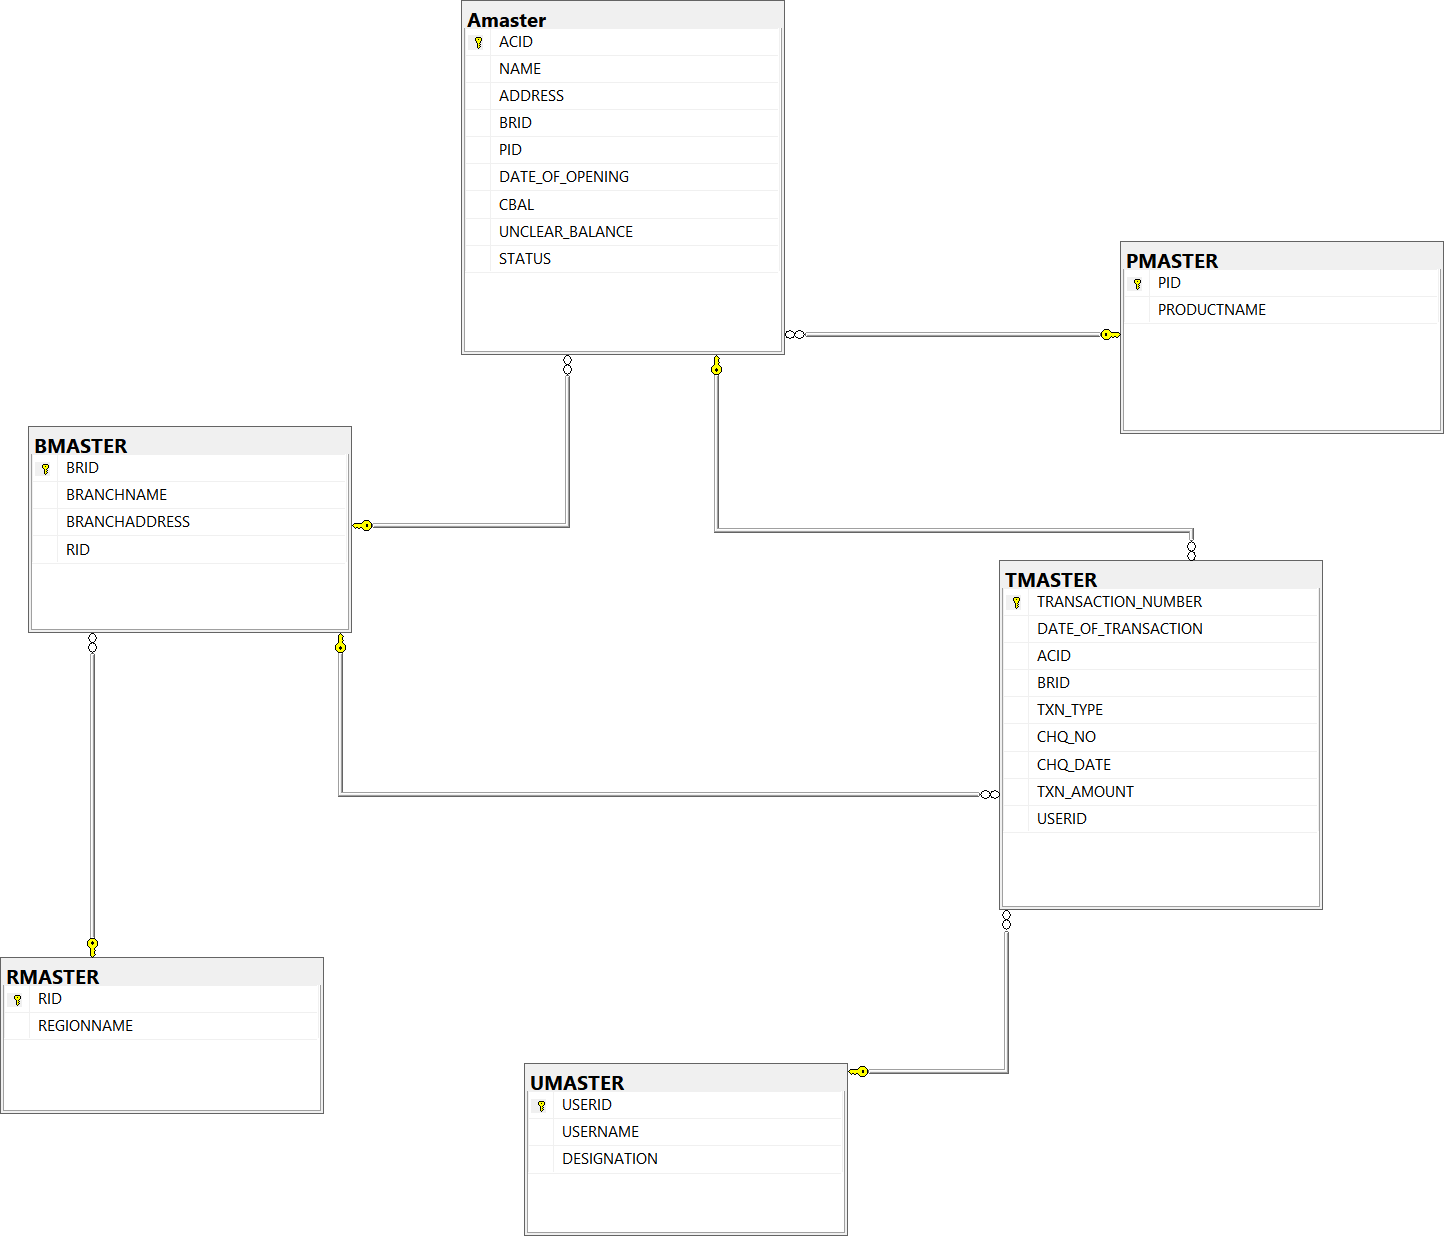 Amaster
ACID
NAME
ADDRESS
BRID
PID
DATE_OF_OPENING
CBAL
UNCLEAR_BALANCE
STATUS
PMASTER
PID
PRODUCTNAME
BMASTER
BRID
BRANCHNAME
BRANCHADDRESS
RID
TMASTER
TRANSACTION_NUMBER
DATE_OF_TRANSACTION
ACID
BRID
TXN_TYPE
CHQ_NO
CHQ_DATE
TXN_AMOUNT
USERID
RMASTER
RID
REGIONNAME
UMASTER
USERID
USERNAME
DESIGNATION